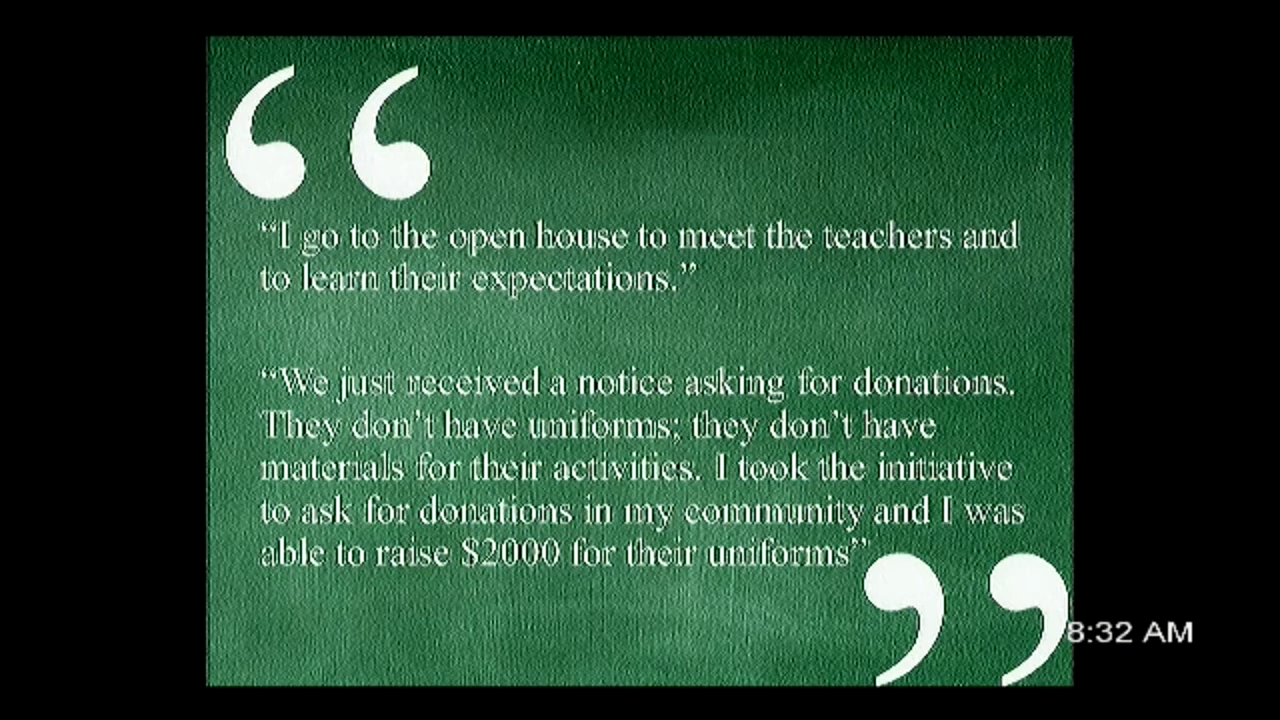 “I go to the open house to meet the teachers and
to learn their expectations.”
“We just received a notice asking for donations.
They don’t have uniforms; they don’t have
materials for their activities. I took the initiative
to ask for donations in my community and I was
able to raise $2000 for their uniforms”
8:32 AM